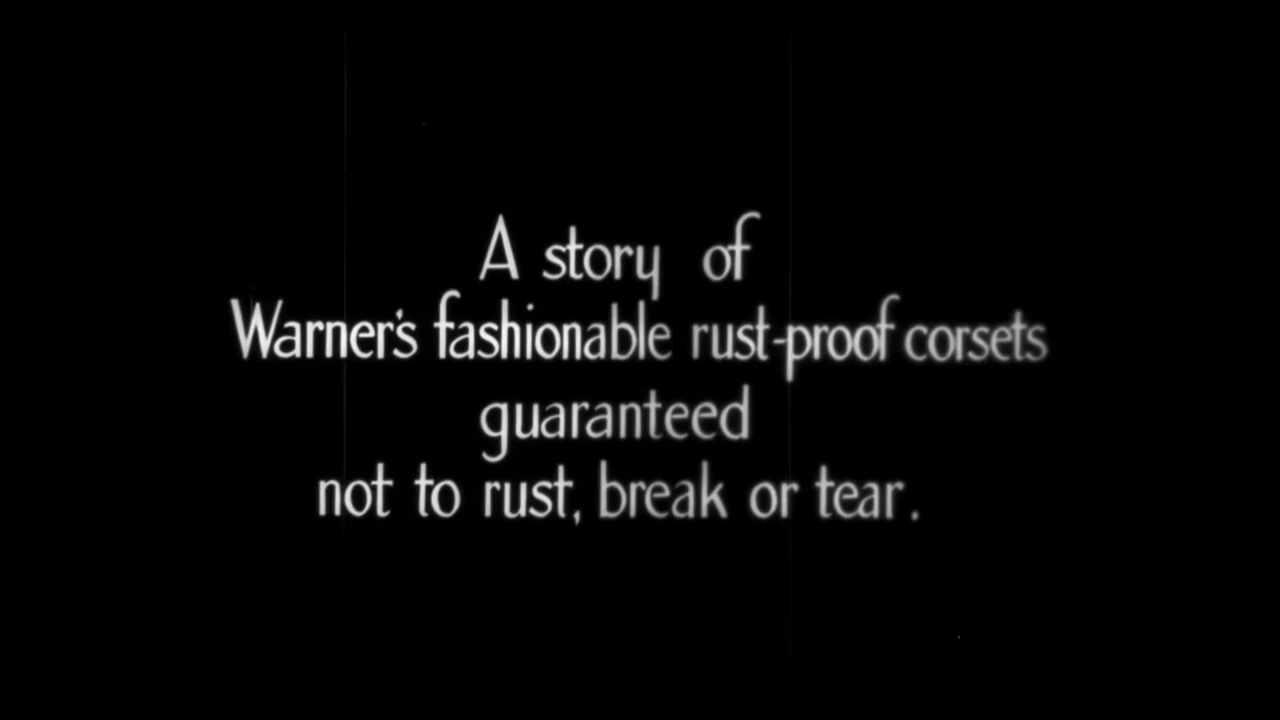 A story of
Warner's fashionable rust-proof corsets
guaranteed
not to rust, break or tear.